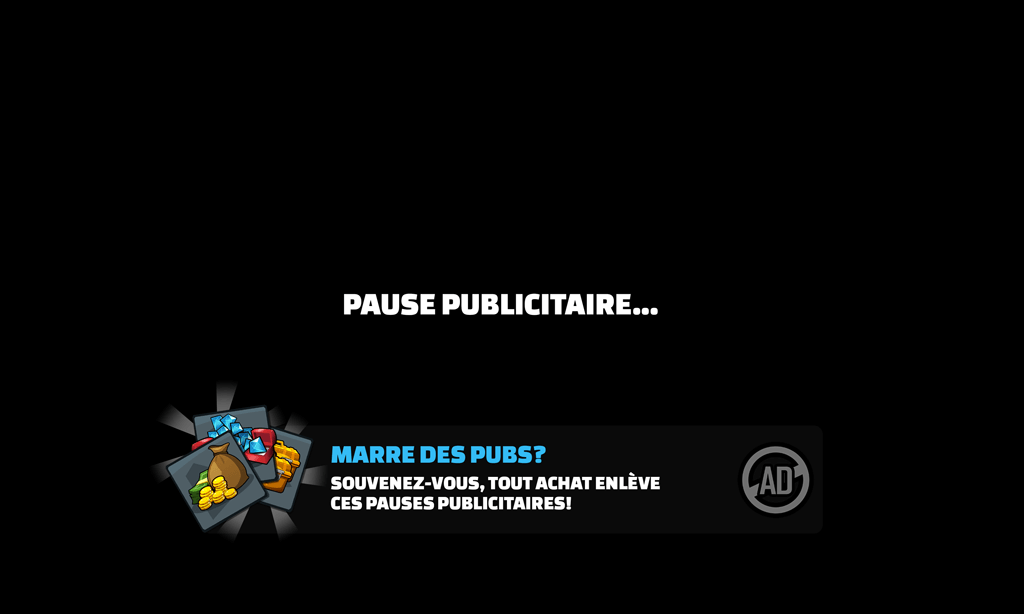 PAUSE PUBLICITAIRE...
MARRE DES PUBS?
SOUVENEZ-VOUS, TOUT ACHAT ENLÈVE
CES PAUSES PUBLICITAIRES!
AD